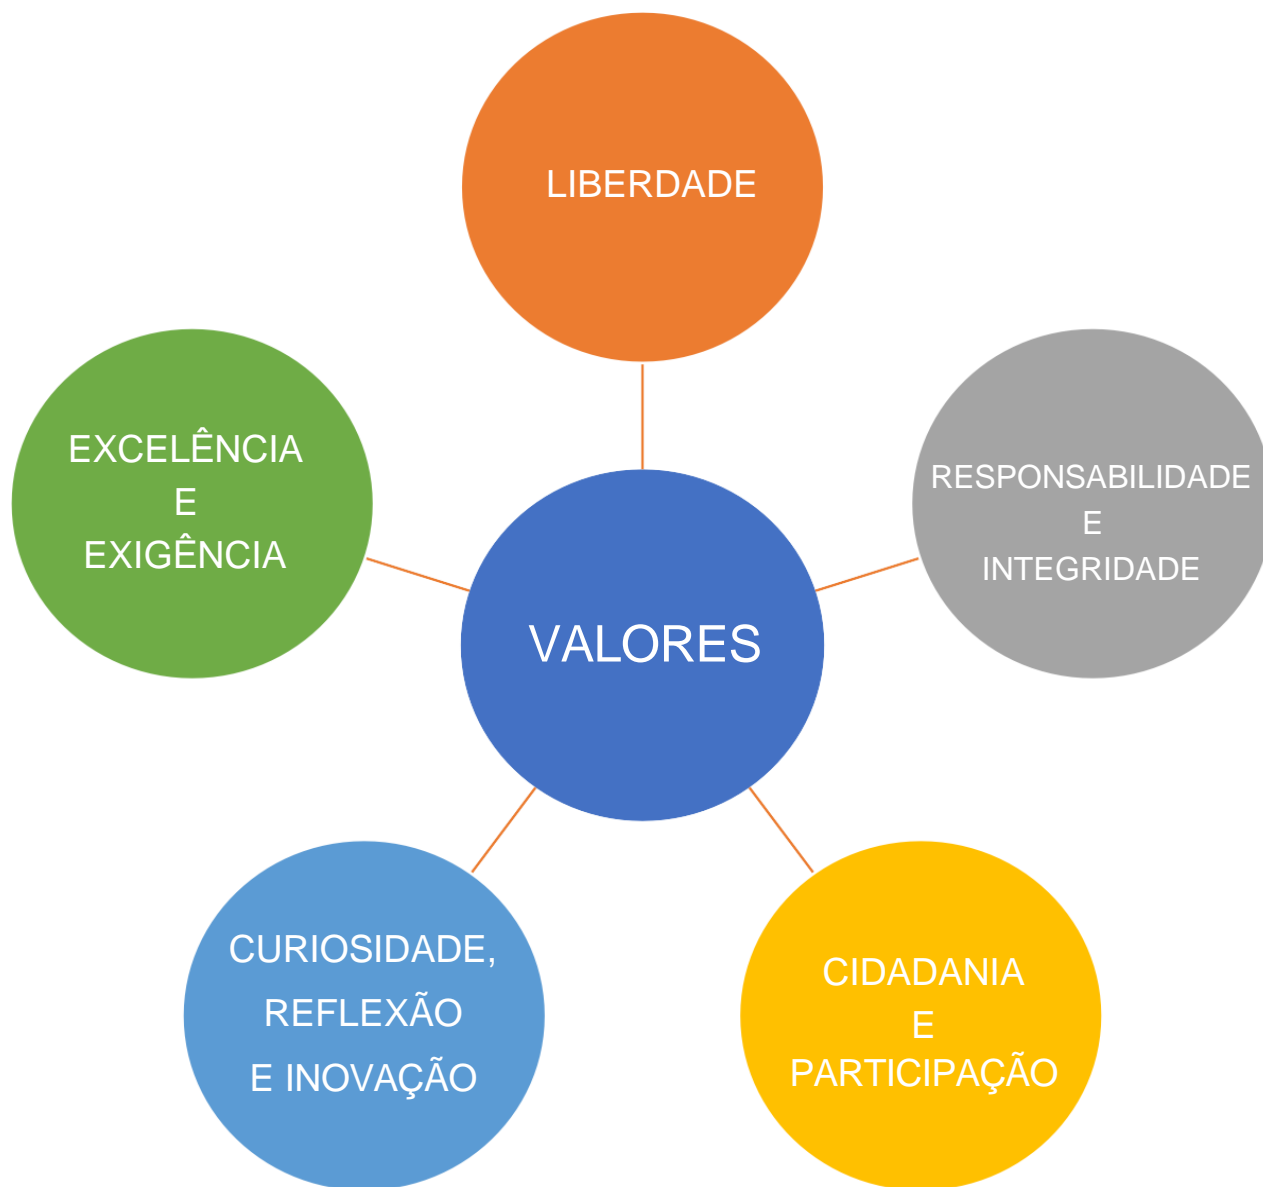 LIBERDADE
EXCELÊNCIA
E
EXIGÊNCIA
RESPONSABILIDADE
E
INTEGRIDADE
VALORES
CURIOSIDADE,
REFLEXÃO
E INOVAÇÃO
CIDADANIA
E
PARTICIPAÇÃO